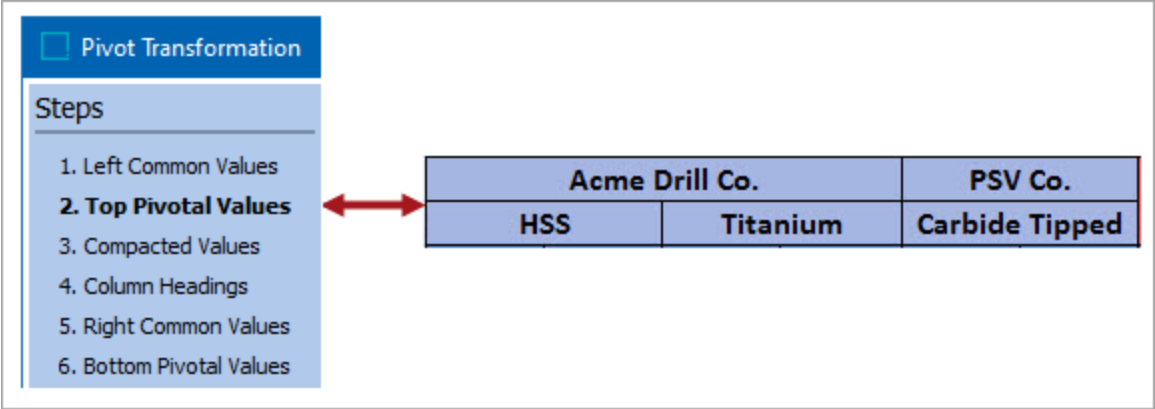 Pivot Transformation
Steps
1. Left Common Values
2. Top Pivotal Values
3. Compacted Values
4. Column Headings
5. Right Common Values
6. Bottom Pivotal Values
Acme Drill Co. PSV Co.
HSS Titanium Carbide Tipped